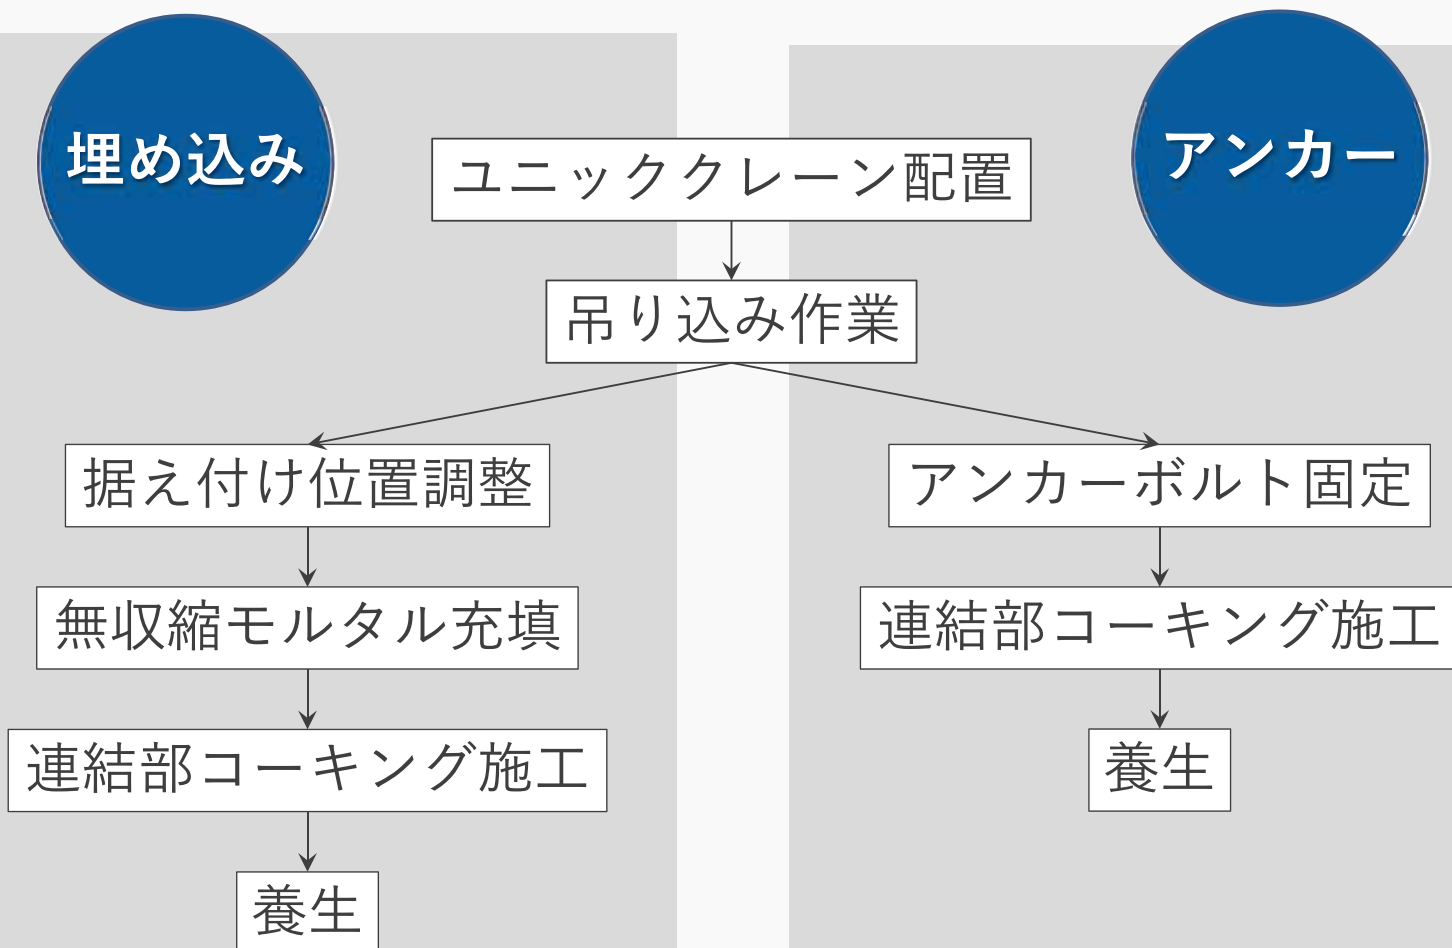 埋め込み
アンカー
ユニッククレーン配置
吊り込み作業
据え付け位置調整
アンカーボルト固定
無収縮モルタル充填
連結部コーキング施工
連結部コーキング施工
養生
養生